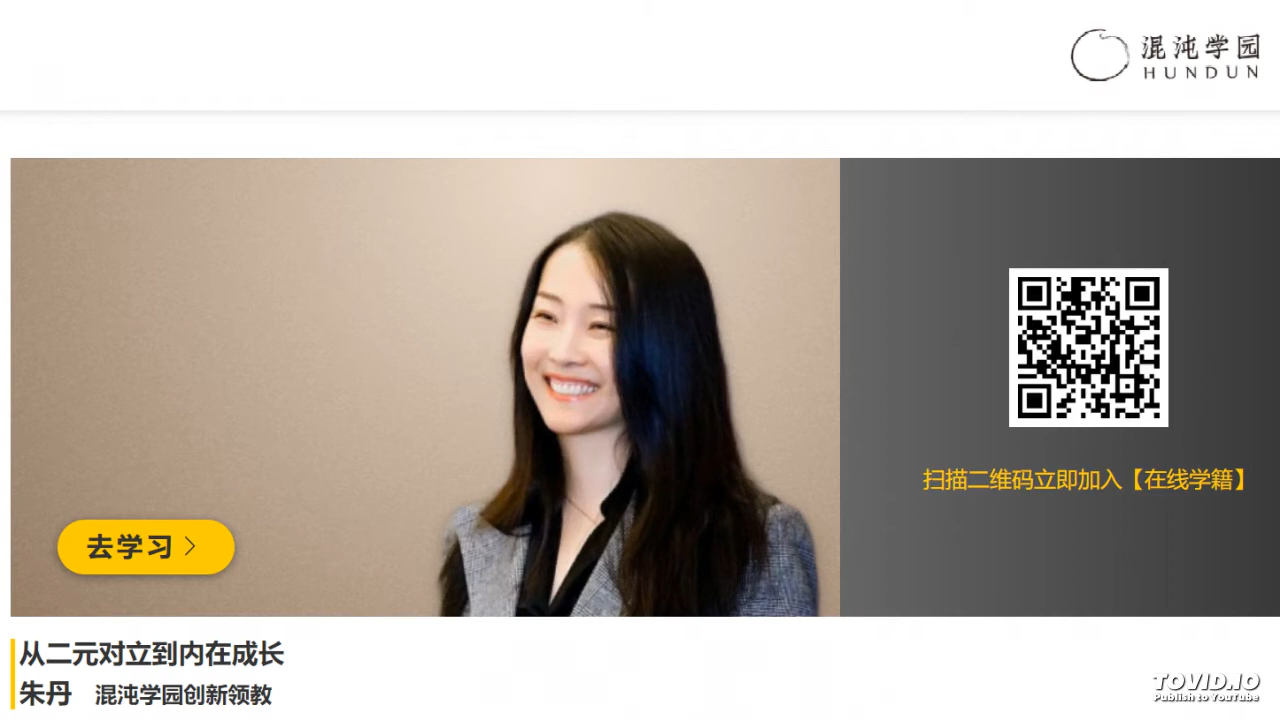 混沌学园
HUNDUN
扫描二维码立即加入【在线学籍】
去学习
从二元对立到内在成长
朱丹 混沌学园创新领教
TOVID.IO
Publish to YouTube